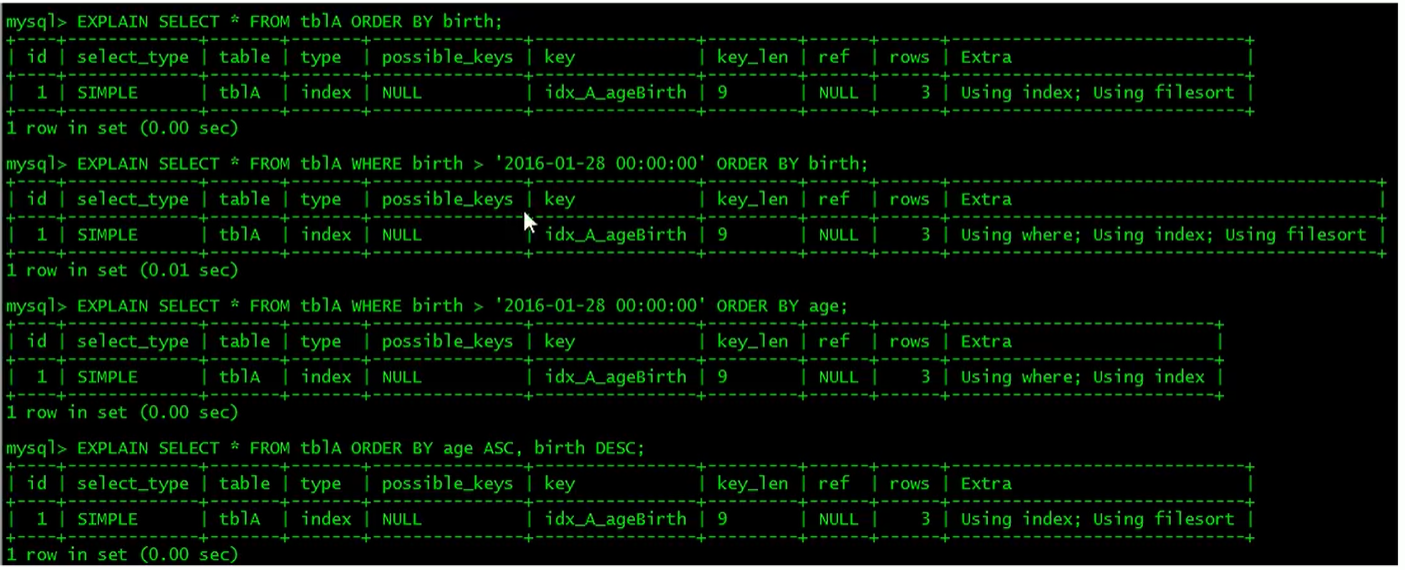 mysql> EXPLAIN SELECT * FROM tblA ORDER BY birth;
+----+-------------+-------+-------+---------------+---------------+---------+------+------+-----------------------------+
| id | select_type | table | type  | possible_keys | key           | key_len | ref  | rows | Extra                       |
+----+-------------+-------+-------+---------------+---------------+---------+------+------+-----------------------------+
|  1 | SIMPLE      | tblA  | index | NULL          | idx_A_ageBirth | 9       | NULL |    3 | Using index; Using filesort |
+----+-------------+-------+-------+---------------+---------------+---------+------+------+-----------------------------+
1 row in set (0.00 sec)
mysql> EXPLAIN SELECT * FROM tblA WHERE birth > '2016-01-28 00:00:00' ORDER BY birth;
+----+-------------+-------+-------+---------------+---------------+---------+------+------+------------------------------------------+
| id | select_type | table | type  | possible_keys | key           | key_len | ref  | rows | Extra                                    |
+----+-------------+-------+-------+---------------+---------------+---------+------+------+------------------------------------------+
|  1 | SIMPLE      | tblA  | index | NULL          | idx_A_ageBirth | 9       | NULL |    3 | Using where; Using index; Using filesort |
+----+-------------+-------+-------+---------------+---------------+---------+------+------+------------------------------------------+
1 row in set (0.01 sec)
mysql> EXPLAIN SELECT * FROM tblA WHERE birth > '2016-01-28 00:00:00' ORDER BY age;
+----+-------------+-------+-------+---------------+---------------+---------+------+------+--------------------------+
| id | select_type | table | type  | possible_keys | key           | key_len | ref  | rows | Extra                    |
+----+-------------+-------+-------+---------------+---------------+---------+------+------+--------------------------+
|  1 | SIMPLE      | tblA  | index | NULL          | idx_A_ageBirth | 9       | NULL |    3 | Using where; Using index |
+----+-------------+-------+-------+---------------+---------------+---------+------+------+--------------------------+
1 row in set (0.00 sec)
mysql> EXPLAIN SELECT * FROM tblA ORDER BY age ASC, birth DESC;
+----+-------------+-------+-------+---------------+---------------+---------+------+------+-----------------------------+
| id | select_type | table | type  | possible_keys | key           | key_len | ref  | rows | Extra                       |
+----+-------------+-------+-------+---------------+---------------+---------+------+------+-----------------------------+
|  1 | SIMPLE      | tblA  | index | NULL          | idx_A_ageBirth | 9       | NULL |    3 | Using index; Using filesort |
+----+-------------+-------+-------+---------------+---------------+---------+------+------+-----------------------------+
1 row in set (0.00 sec)